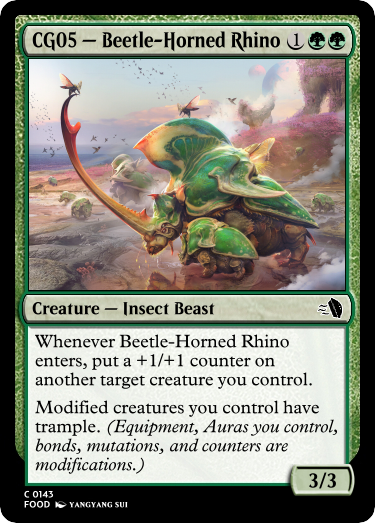 CG05 — Beetle-Horned Rhino 1
Creature — Insect Beast
Whenever Beetle-Horned Rhino
enters, put a +1/+1 counter on
another target creature you control.
Modified creatures you control have
trample. (Equipment, Auras you control,
bonds, mutations, and counters are
modifications.)
3/3
C 0143
FOOD YANGYANG SUI